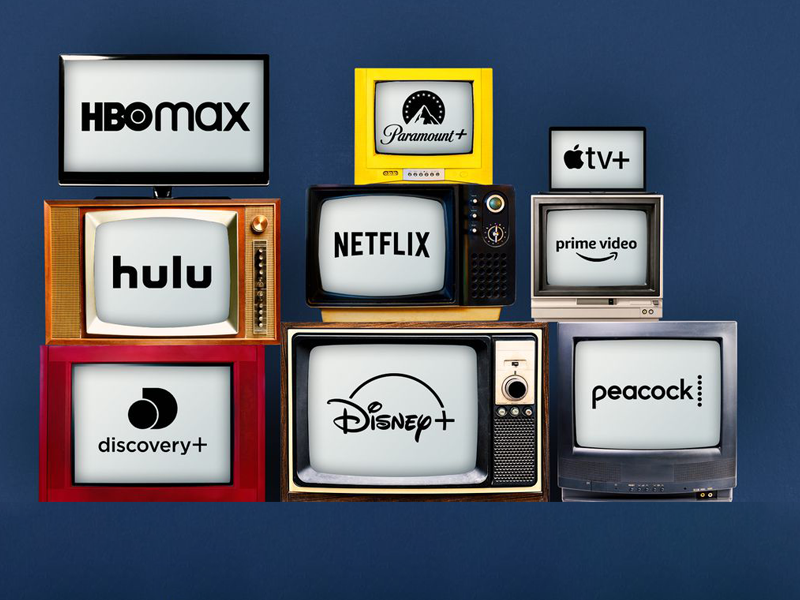 HBOmax
Paramount+
tv+
hulu
NETFLIX
prime video
discovery+
Disney+
peacock